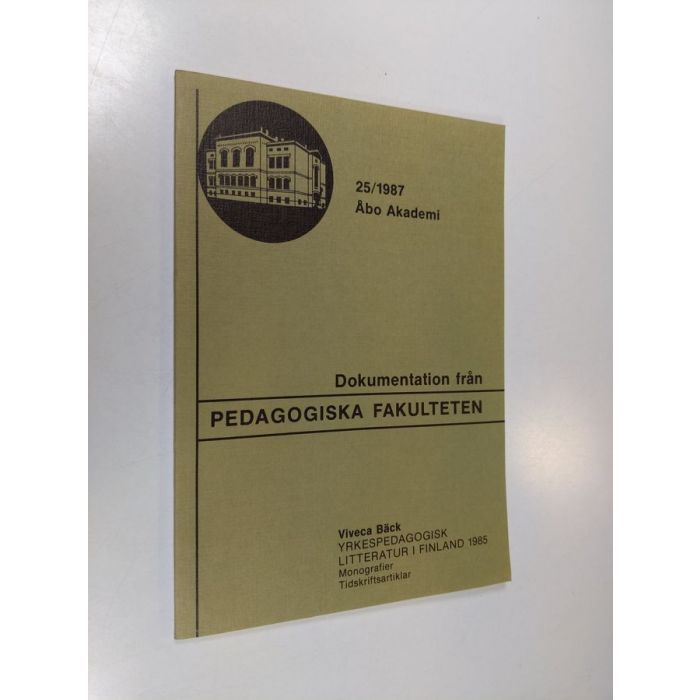 25/1987
Åbo Akademi
Dokumentation från
PEDAGOGISKA FAKULTETEN
Viveca Bäck
YRKESPEDAGOGISK
LITTERATUR I FINLAND 1985
Monografier
Tidskriftsartiklar